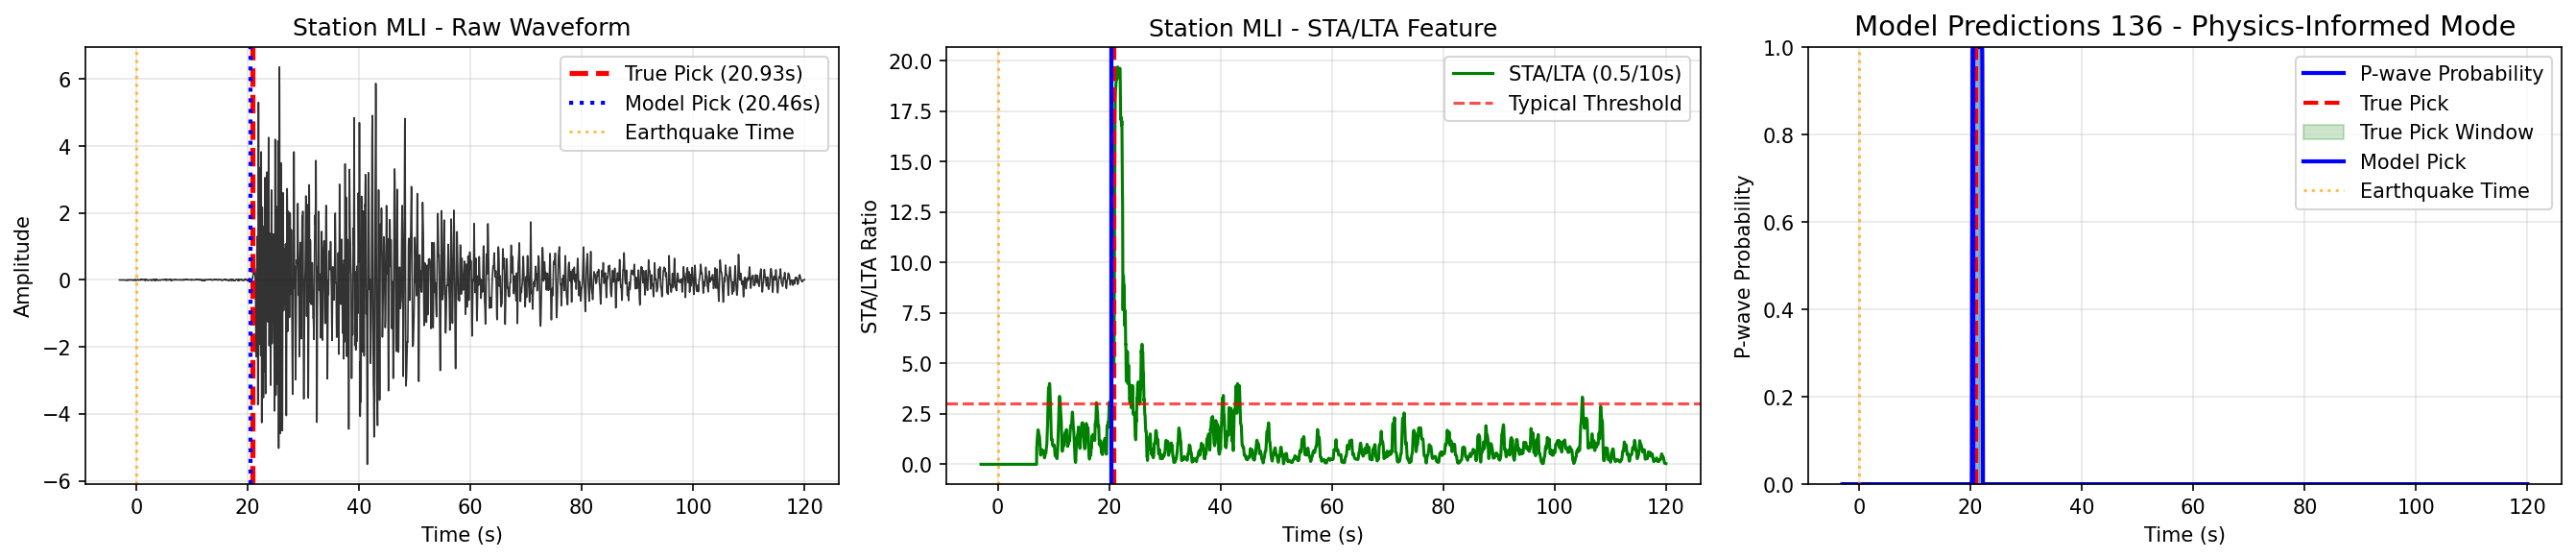 Station MLI - Raw Waveform
Amplitude
6
4
2
0
−2
−4
−6
True Pick (20.93s)
Model Pick (20.46s)
Earthquake Time
0 20 40 60 80 100 120
Time (s)
Station MLI - STA/LTA Feature
STA/LTA Ratio
20.0
17.5
15.0
12.5
10.0
7.5
5.0
2.5
0.0
STA/LTA (0.5/10s)
Typical Threshold
0 20 40 60 80 100 120
Time (s)
Model Predictions 136 - Physics-Informed Mode
P-wave Probability
1.0
0.8
0.6
0.4
0.2
0.0
P-wave Probability
True Pick
True Pick Window
Model Pick
Earthquake Time
0 20 40 60 80 100 120
Time (s)